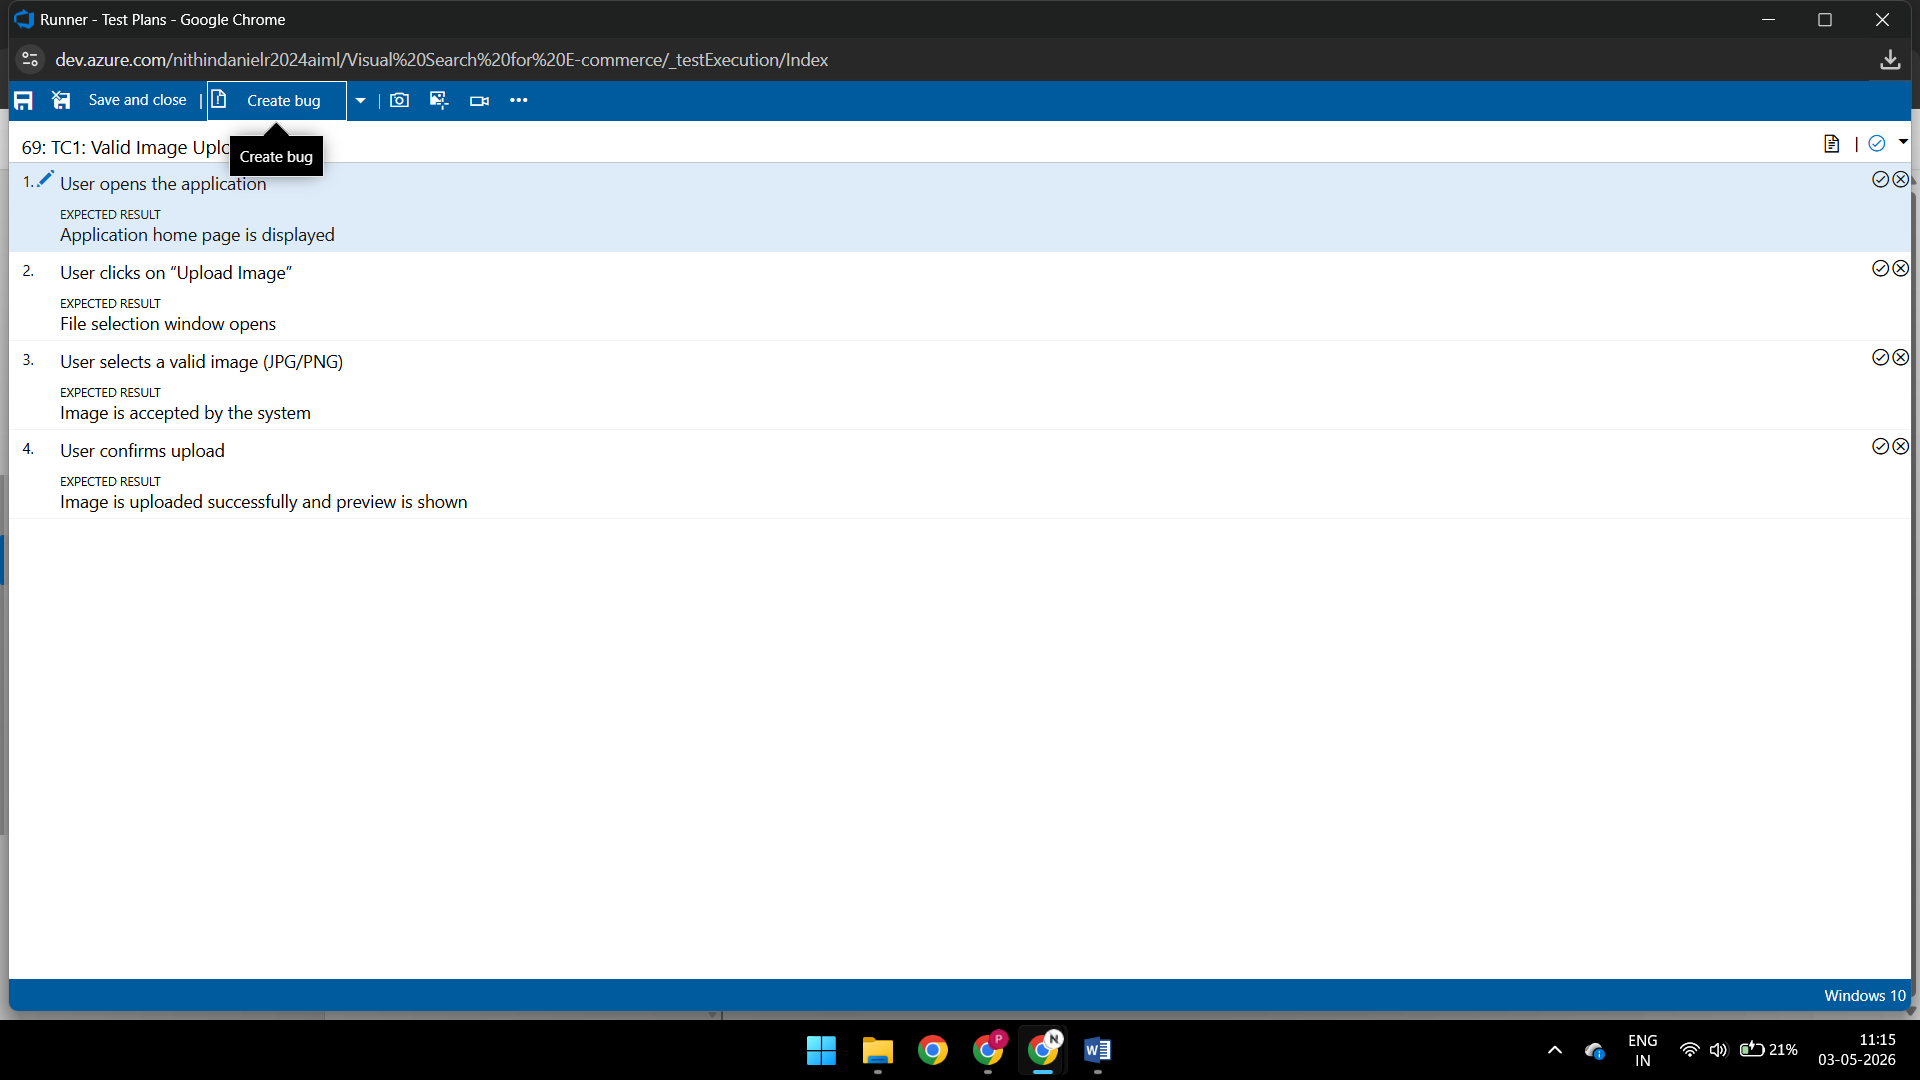 Runner - Test Plans - Google Chrome
dev.azure.com/nithindanielr2024aiml/Visual%20Search%20for%20E-commerce/_testExecution/Index
Save and close | Create bug | •••
Create bug
69: TC1: Valid Image Uplo
1. User opens the application
EXPECTED RESULT
Application home page is displayed
2. User clicks on “Upload Image”
EXPECTED RESULT
File selection window opens
3. User selects a valid image (JPG/PNG)
EXPECTED RESULT
Image is accepted by the system
4. User confirms upload
EXPECTED RESULT
Image is uploaded successfully and preview is shown
Windows 10
P
N
W
ENG
IN
21%
11:15
03-05-2026